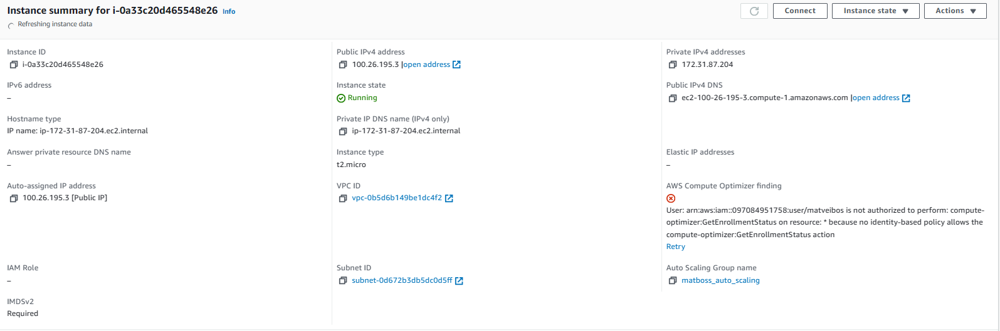 Instance summary for i-0a33c20d465548e26 Info
Refreshing instance data
Connect
Instance state
Actions
Instance ID
i-0a33c20d465548e26
Public IPv4 address
100.26.195.3 |open address
Private IPv4 addresses
172.31.87.204
IPv6 address
–
Instance state
Running
Public IPv4 DNS
ec2-100-26-195-3.compute-1.amazonaws.com |open address
Hostname type
IP name: ip-172-31-87-204.ec2.internal
Private IP DNS name (IPv4 only)
ip-172-31-87-204.ec2.internal
Answer private resource DNS name
–
Instance type
t2.micro
Elastic IP addresses
–
Auto-assigned IP address
100.26.195.3 [Public IP]
VPC ID
vpc-0b5d6b149be1dc4f2
AWS Compute Optimizer finding
User: arn:aws:iam::097084951758:user/matveibos is not authorized to perform: compute-
optimizer:GetEnrollmentStatus on resource: * because no identity-based policy allows the
compute-optimizer:GetEnrollmentStatus action
Retry
IAM Role
–
Subnet ID
subnet-0d672b3db5dc0d5ff
Auto Scaling Group name
matboss_auto_scaling
IMDSv2
Required